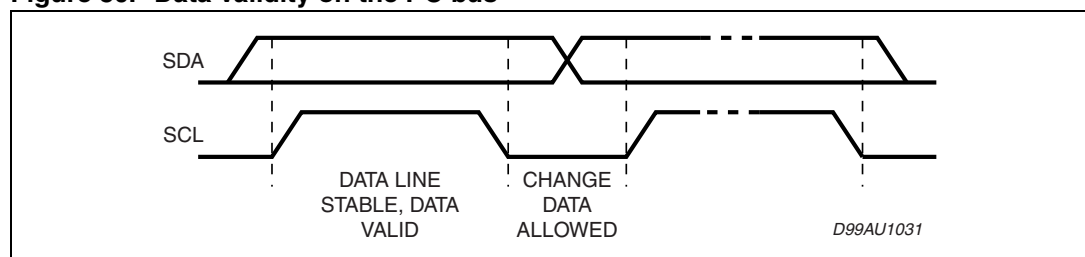 SDA
SCL
DATA LINE
STABLE, DATA
VALID
CHANGE
DATA
ALLOWED
D99AU1031